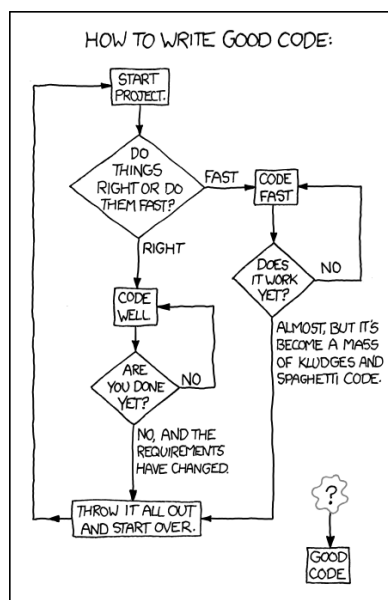 HOW TO WRITE GOOD CODE:
START
PROJECT.
DO
THINGS
RIGHT OR DO
THEM FAST?
FAST
CODE
FAST
RIGHT
DOES
IT WORK
YET?
NO
CODE
WELL
ALMOST, BUT IT'S
BECOME A MASS
OF KLUDGES AND
SPAGHETTI CODE.
ARE
YOU DONE
YET?
NO
NO, AND THE
REQUIREMENTS
HAVE CHANGED.
THROW IT ALL OUT
AND START OVER.
?
GOOD
CODE